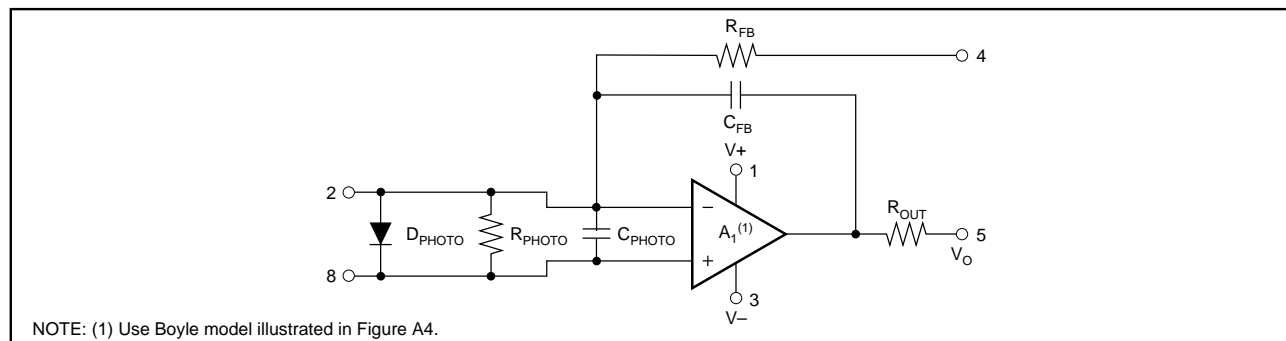 R_FB
4
C_FB
V+
1
2
D_PHOTO
R_PHOTO
C_PHOTO
–
A_1^(1)
+
R_OUT
5
V_O
8
3
V–
NOTE: (1) Use Boyle model illustrated in Figure A4.